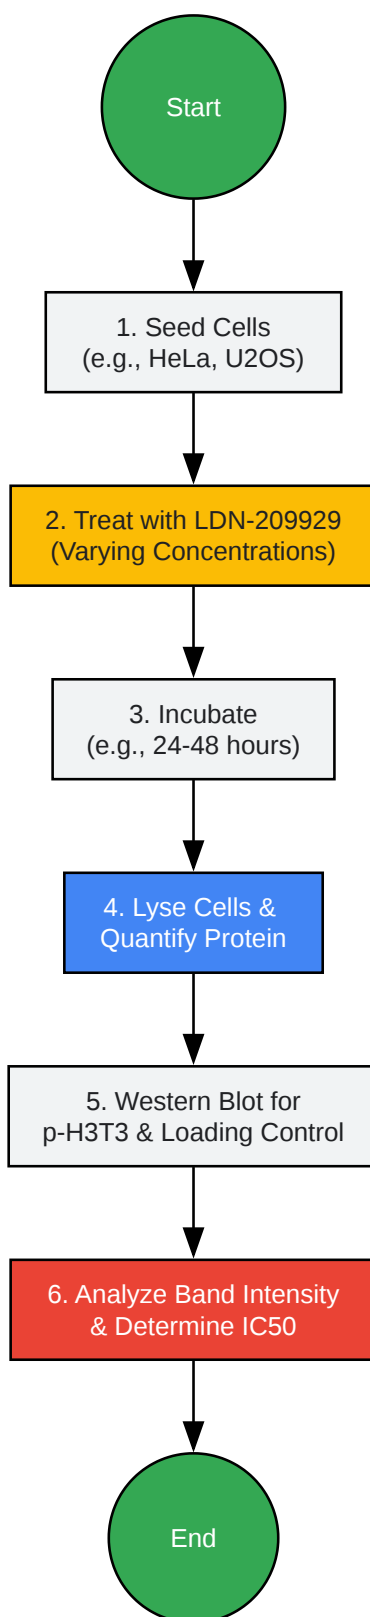 Start
1. Seed Cells
(e.g., HeLa, U2OS)
2. Treat with LDN-209929
(Varying Concentrations)
3. Incubate
(e.g., 24-48 hours)
4. Lyse Cells &
Quantify Protein
5. Western Blot for
p-H3T3 & Loading Control
6. Analyze Band Intensity
& Determine IC50
End